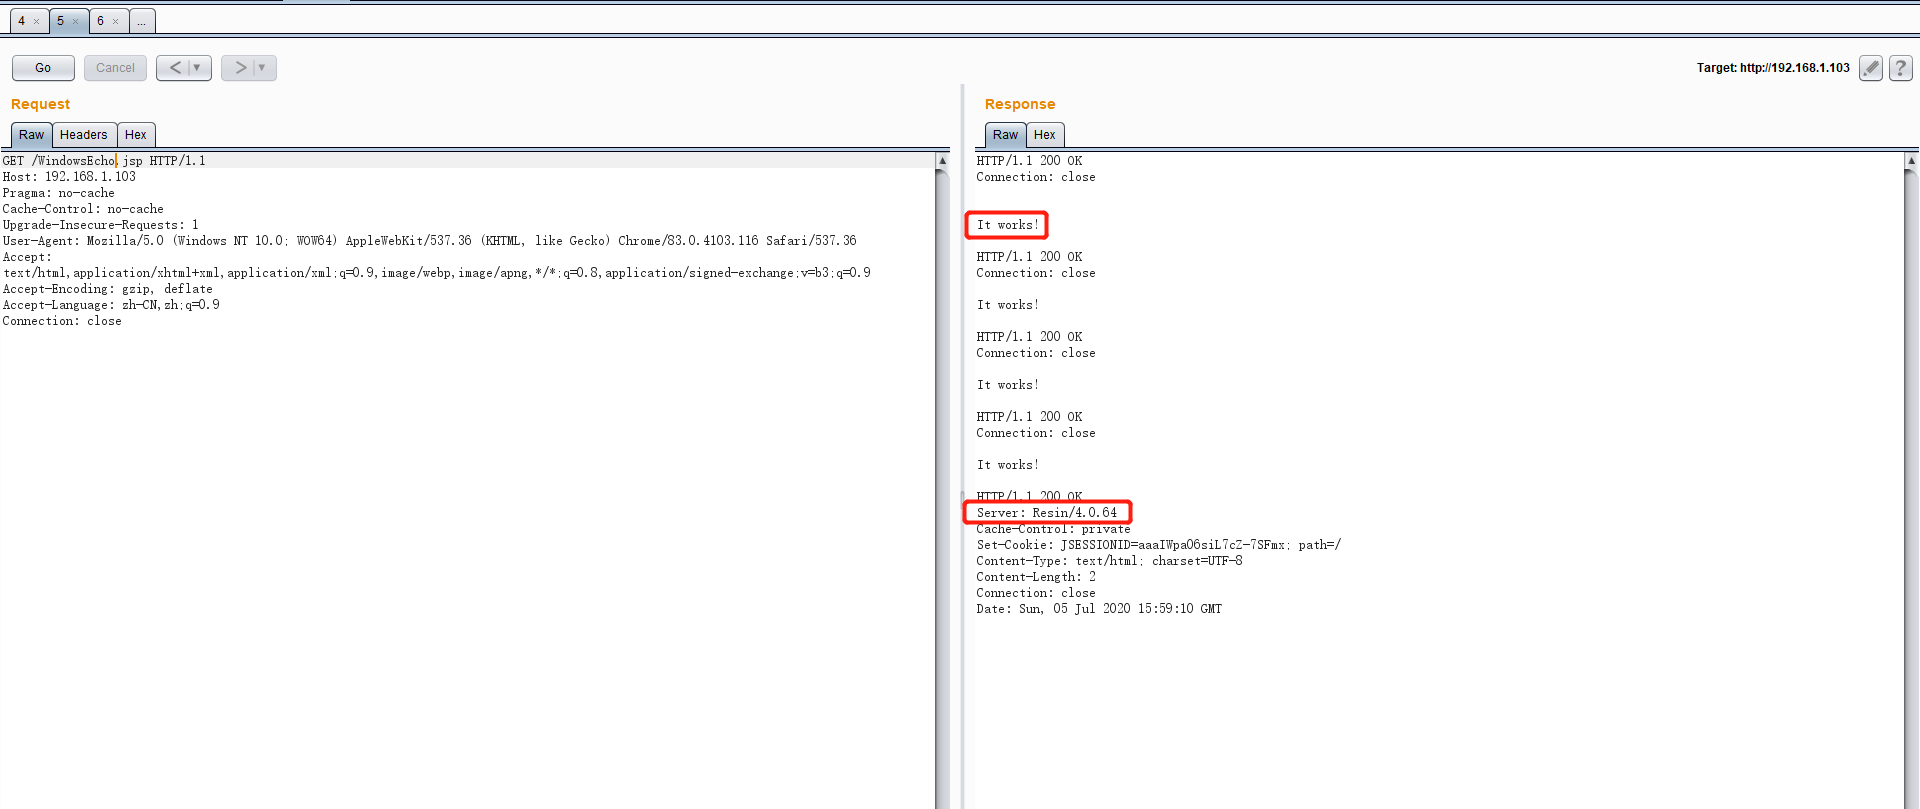 4 × 5 × 6 × ...
Go Cancel < ▼ > ▼
Target: http://192.168.1.103 ?
Request
Raw Headers Hex
GET /WindowsEcho.jsp HTTP/1.1
Host: 192.168.1.103
Pragma: no-cache
Cache-Control: no-cache
Upgrade-Insecure-Requests: 1
User-Agent: Mozilla/5.0 (Windows NT 10.0; WOW64) AppleWebKit/537.36 (KHTML, like Gecko) Chrome/83.0.4103.116 Safari/537.36
Accept:
text/html,application/xhtml+xml,application/xml;q=0.9,image/webp,image/apng,*/*;q=0.8,application/signed-exchange;v=b3;q=0.9
Accept-Encoding: gzip, deflate
Accept-Language: zh-CN,zh;q=0.9
Connection: close
Response
Raw Hex
HTTP/1.1 200 OK
Connection: close
It works!
HTTP/1.1 200 OK
Connection: close
It works!
HTTP/1.1 200 OK
Connection: close
It works!
HTTP/1.1 200 OK
Connection: close
It works!
HTTP/1.1 200 OK
Server: Resin/4.0.64
Cache-Control: private
Set-Cookie: JSESSIONID=aaaIWpaO6siL7cZ-7SFmx; path=/
Content-Type: text/html; charset=UTF-8
Content-Length: 2
Connection: close
Date: Sun, 05 Jul 2020 15:59:10 GMT